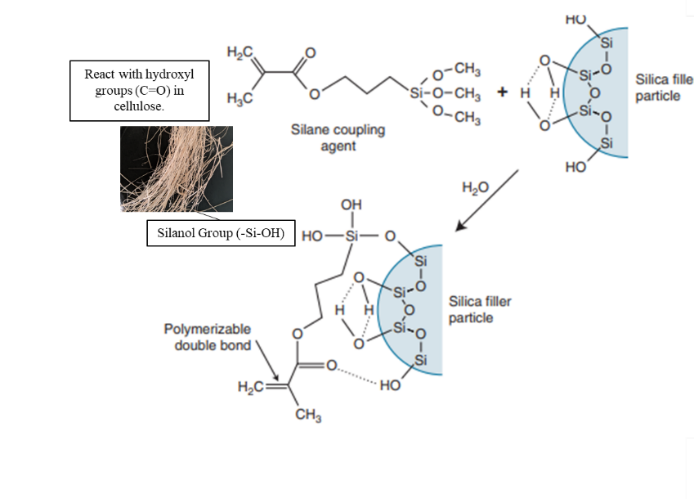 React with hydroxyl
groups (C=O) in
cellulose.
H₂C
O
H₃C
O
O-CH₃
Si-O-CH₃
O-CH₃
Silane coupling
agent
+
HO
Si
O
H
Si-O
H
H
O
Si-O
O
Si
HO
Silica fille
particle
H₂O
Silanol Group (-Si-OH)
OH
HO-Si-O
Si
O
Si-O
H
H
O
Si-O
O
Si
HO
Silica filler
particle
Polymerizable
double bond
O
O
H₂C
CH₃